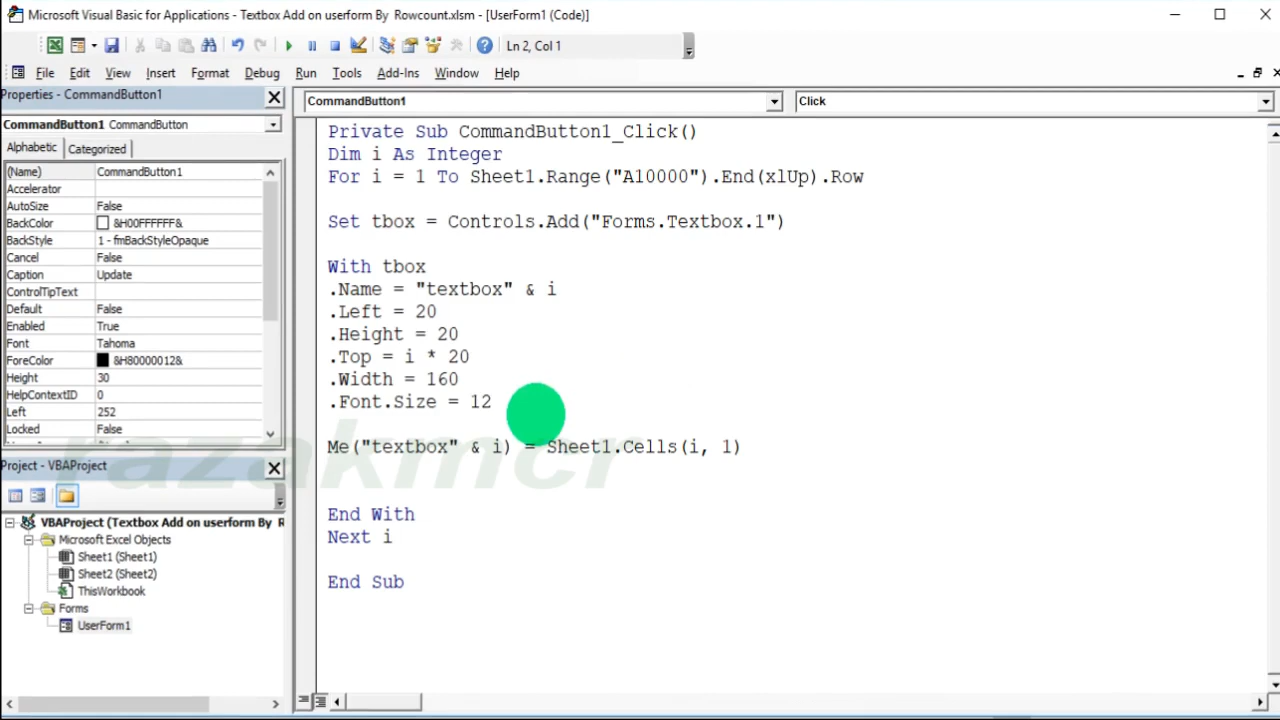 Microsoft Visual Basic for Applications - Textbox Add on userform By Rowcount.xlsm - [UserForm1 (Code)]
Ln 2, Col 1
File Edit View Insert Format Debug Run Tools Add-Ins Window Help
Properties - CommandButton1
CommandButton1 CommandButton
Alphabetic Categorized
(Name) CommandButton1
Accelerator
AutoSize False
BackColor &H00FFFFFF&
BackStyle 1 - fmBackStyleOpaque
Cancel False
Caption Update
ControlTipText
Default False
Enabled True
Font Tahoma
ForeColor &H80000012&
Height 30
HelpContextID 0
Left 252
Locked False
Project - VBAProject
VBAProject (Textbox Add on userform By R
Microsoft Excel Objects
Sheet1 (Sheet1)
Sheet2 (Sheet2)
ThisWorkbook
Forms
UserForm1
CommandButton1 Click
Private Sub CommandButton1_Click()
Dim i As Integer
For i = 1 To Sheet1.Range("A10000").End(xlUp).Row
Set tbox = Controls.Add("Forms.Textbox.1")
With tbox
.Name = "textbox" & i
.Left = 20
.Height = 20
.Top = i * 20
.Width = 160
.Font.Size = 12
Me("textbox" & i) = Sheet1.Cells(i, 1)
End With
Next i
End Sub
razakmcr